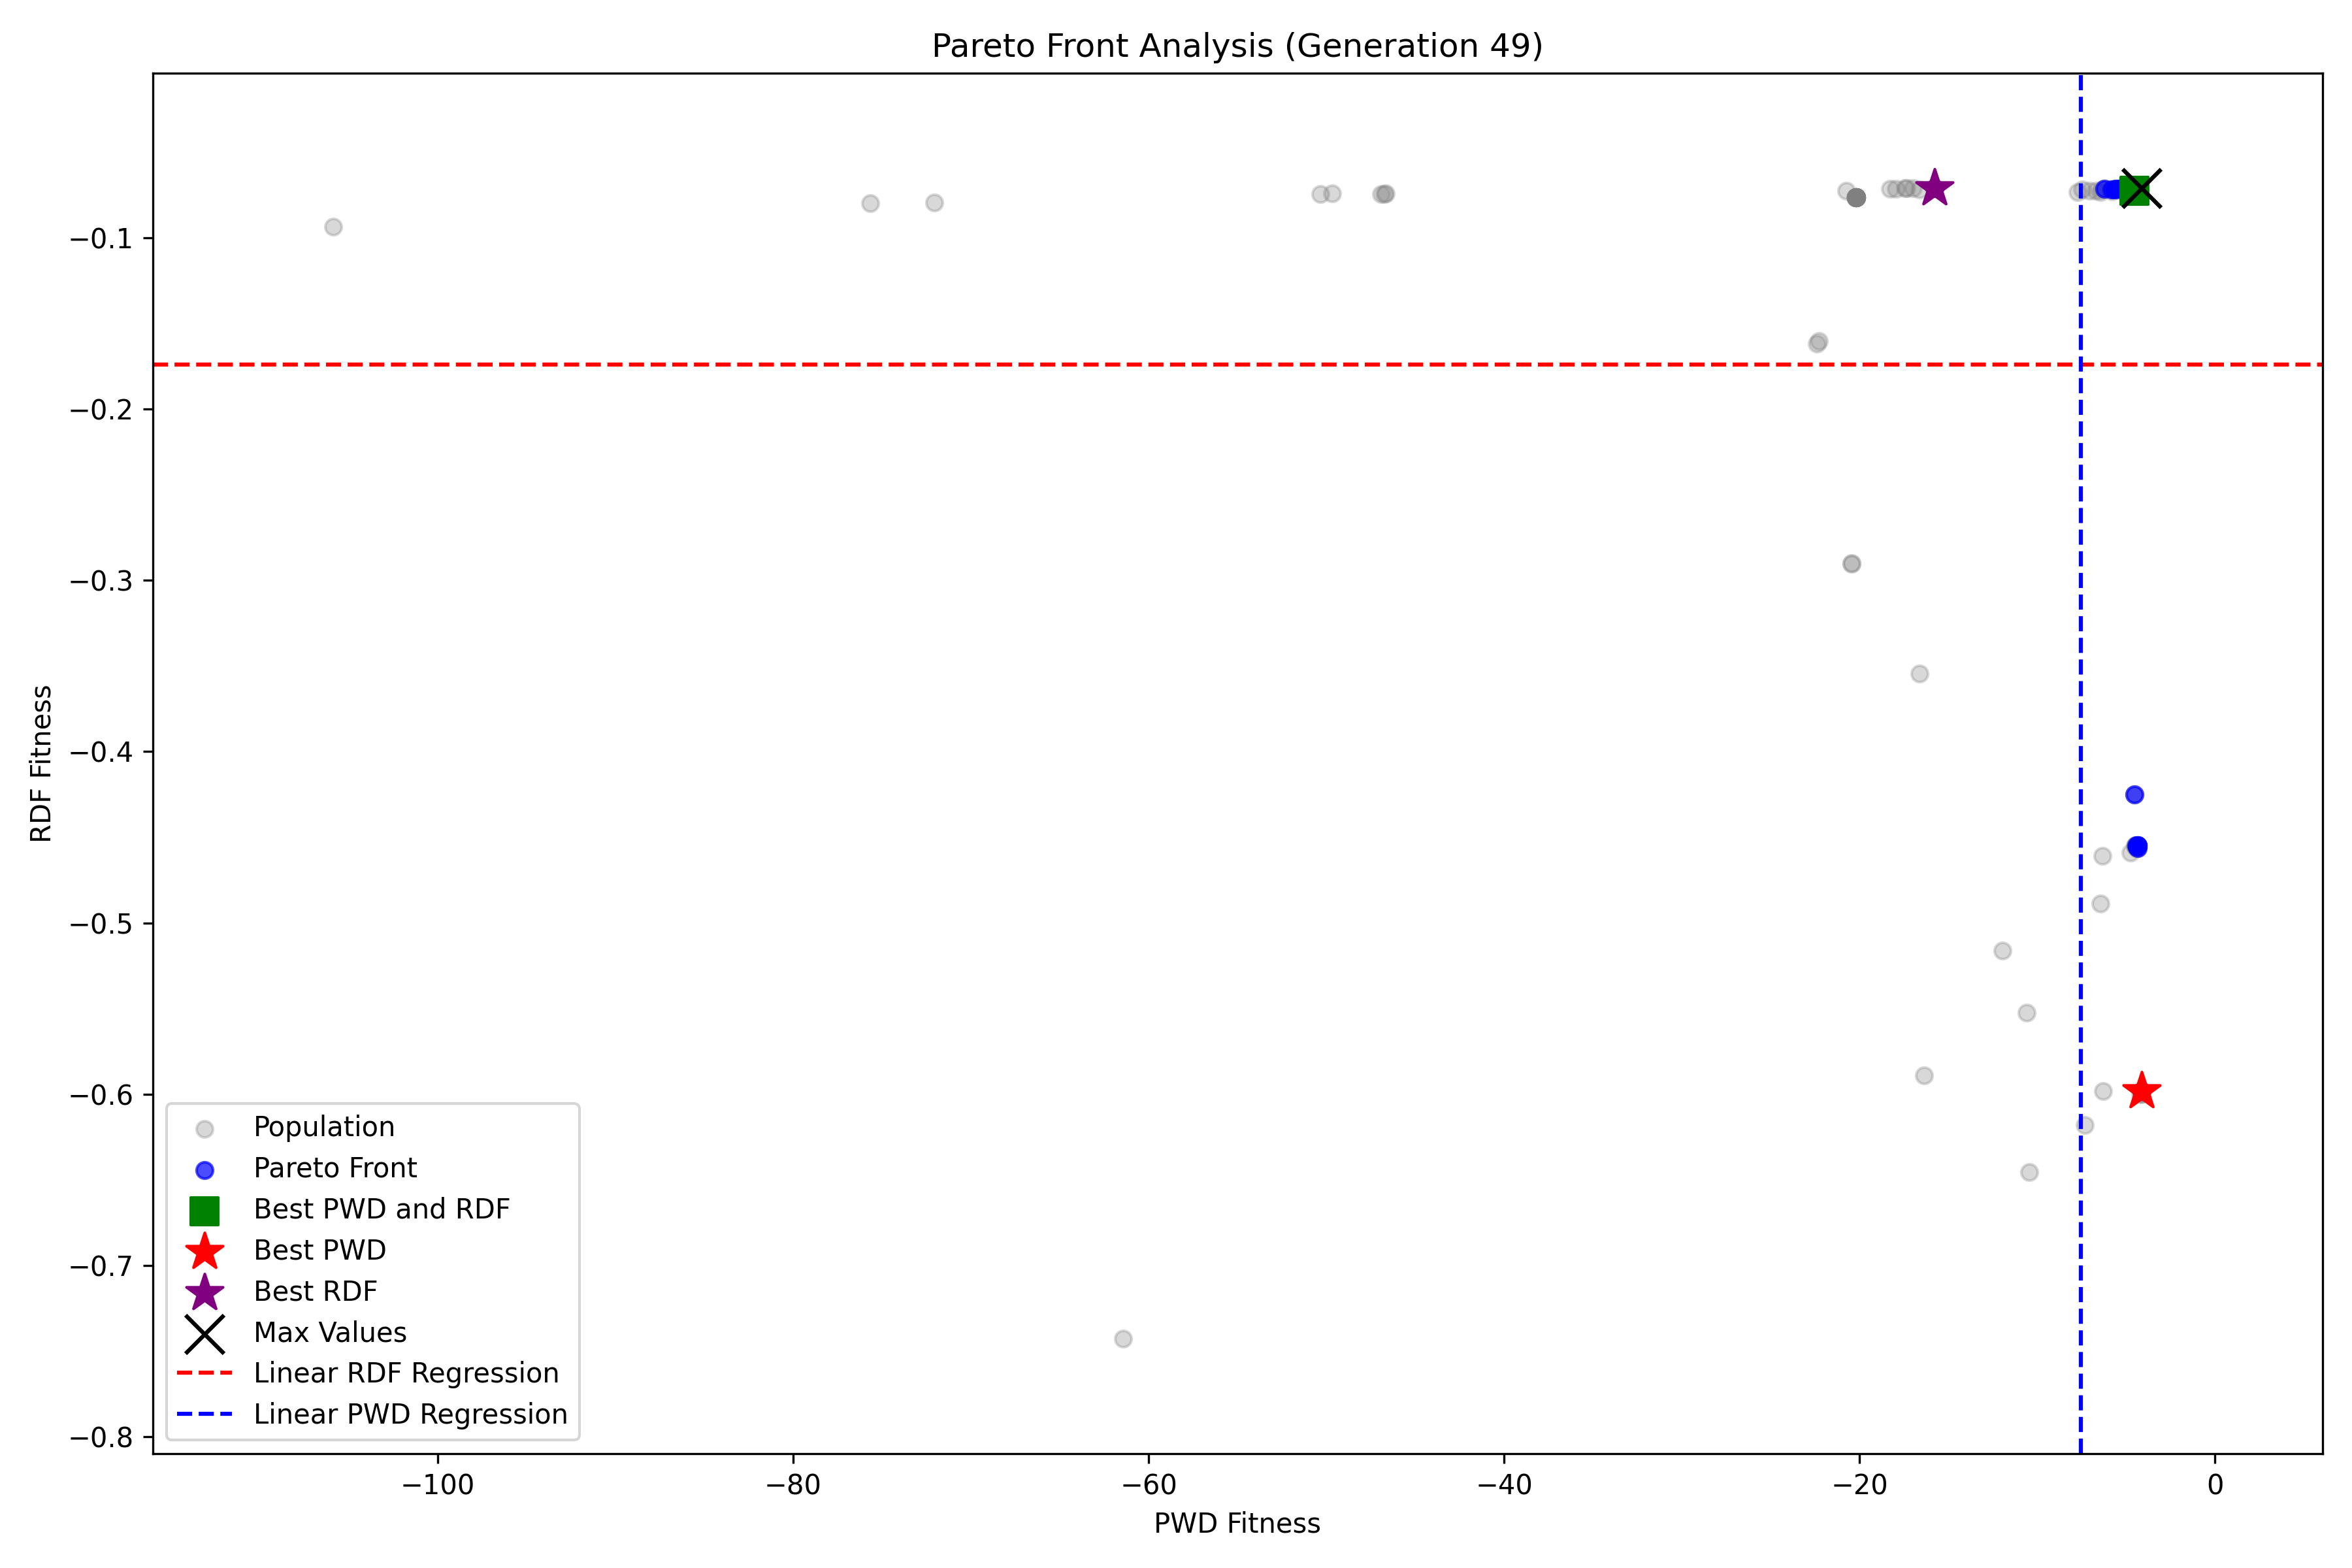 Pareto Front Analysis (Generation 49)
RDF Fitness
−0.1
−0.2
−0.3
−0.4
−0.5
−0.6
−0.7
−0.8
Population
Pareto Front
Best PWD and RDF
Best PWD
Best RDF
Max Values
Linear RDF Regression
Linear PWD Regression
−100 −80 −60 −40 −20 0
PWD Fitness